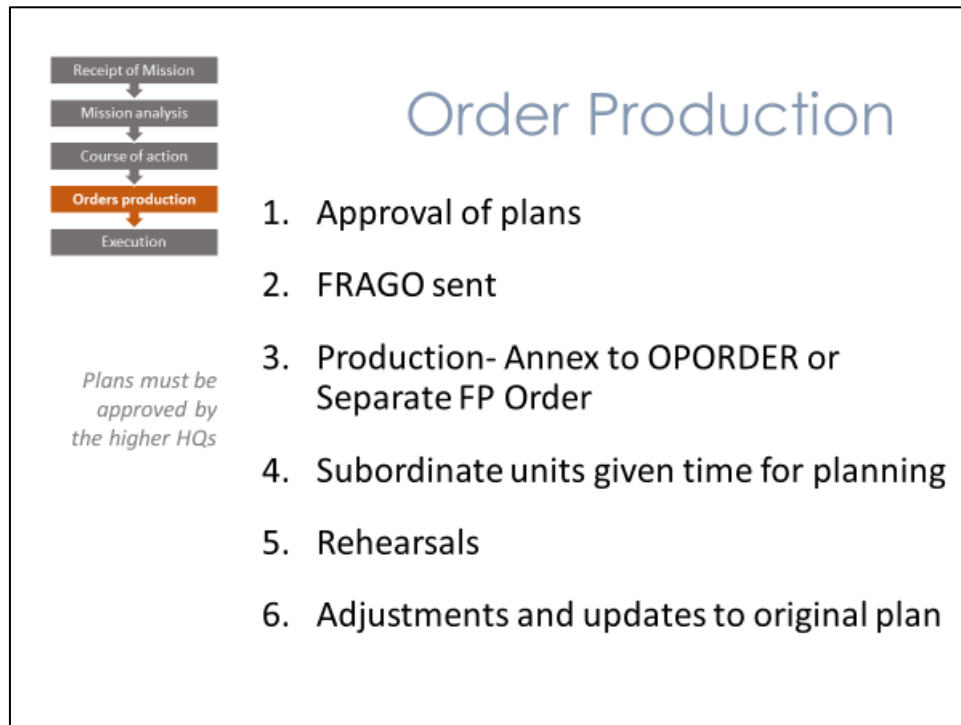 Receipt of Mission
Mission analysis
Course of action
Orders production
Execution
Plans must be
approved by
the higher HQs
Order Production
1. Approval of plans
2. FRAGO sent
3. Production- Annex to OPORDER or
Separate FP Order
4. Subordinate units given time for planning
5. Rehearsals
6. Adjustments and updates to original plan